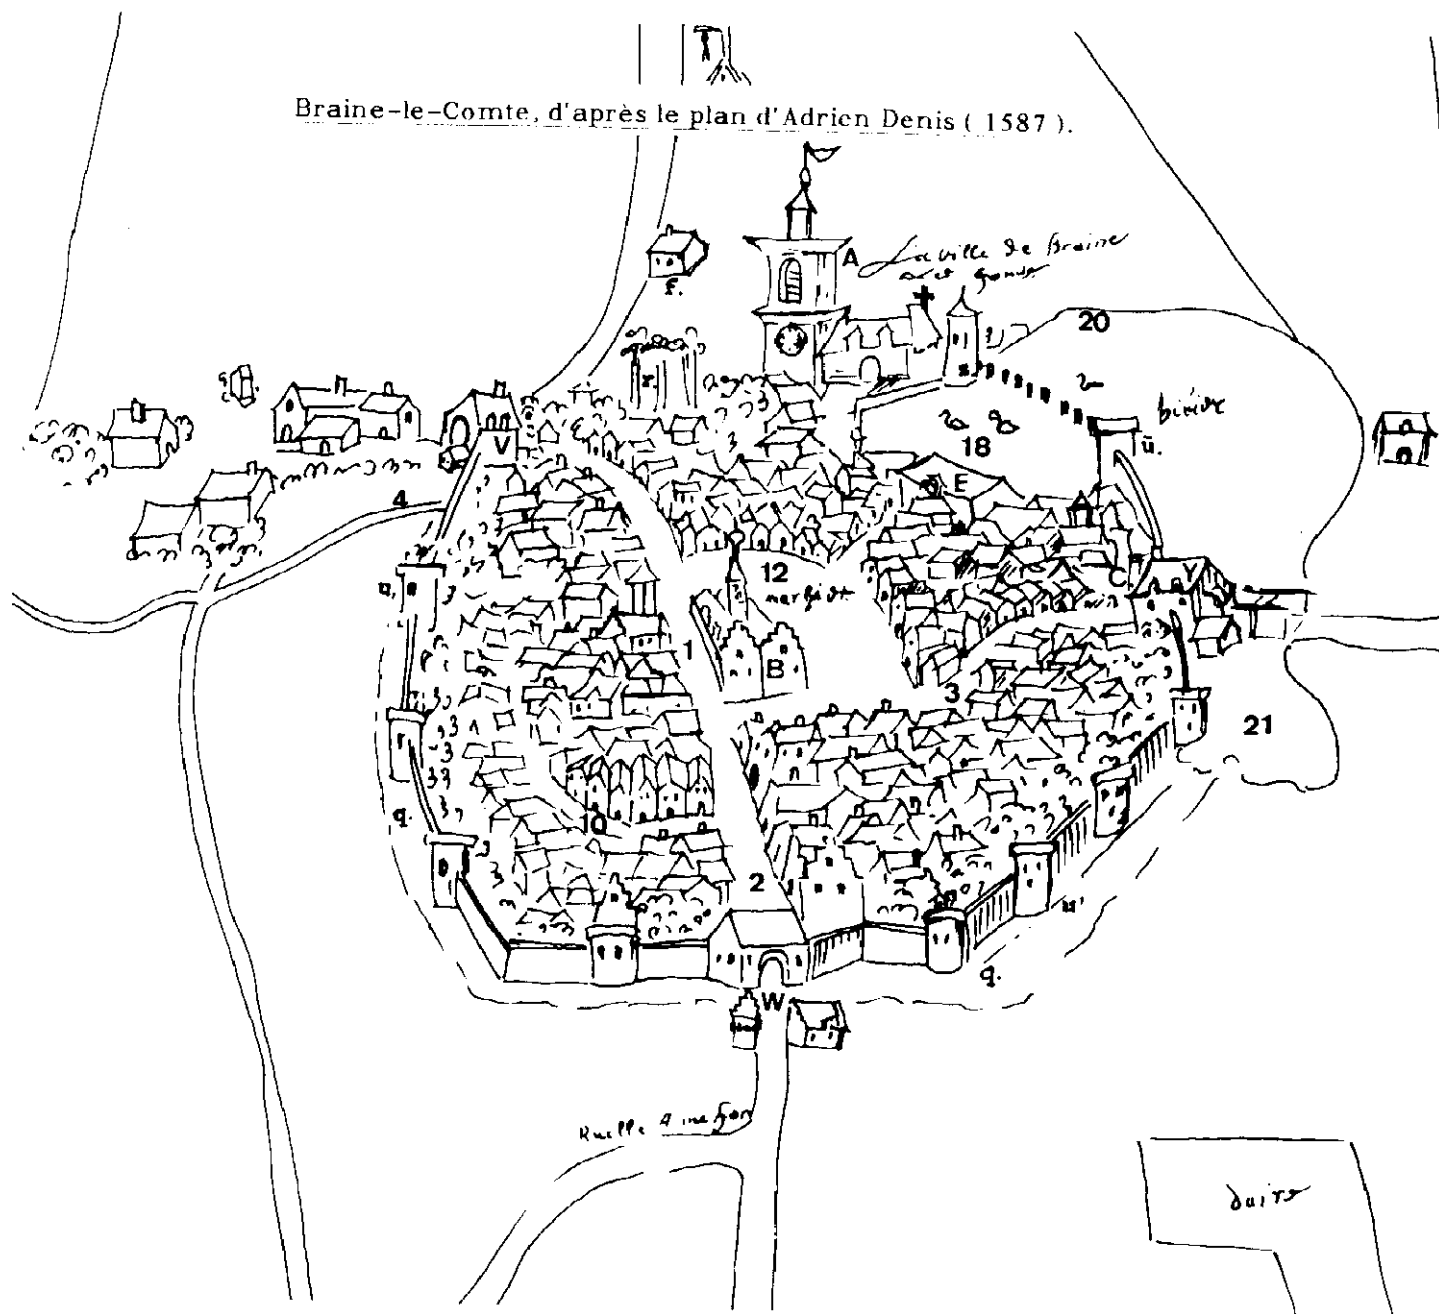 Braine-le-Comte, d'après le plan d'Adrien Denis ( 1587 ).
A
La ville de Braine
f.
20
r.
V
18
ü.
E
4
12
C
Y
u.
1
B
3
21
10
q.
2
u.
q.
W
Ruelle